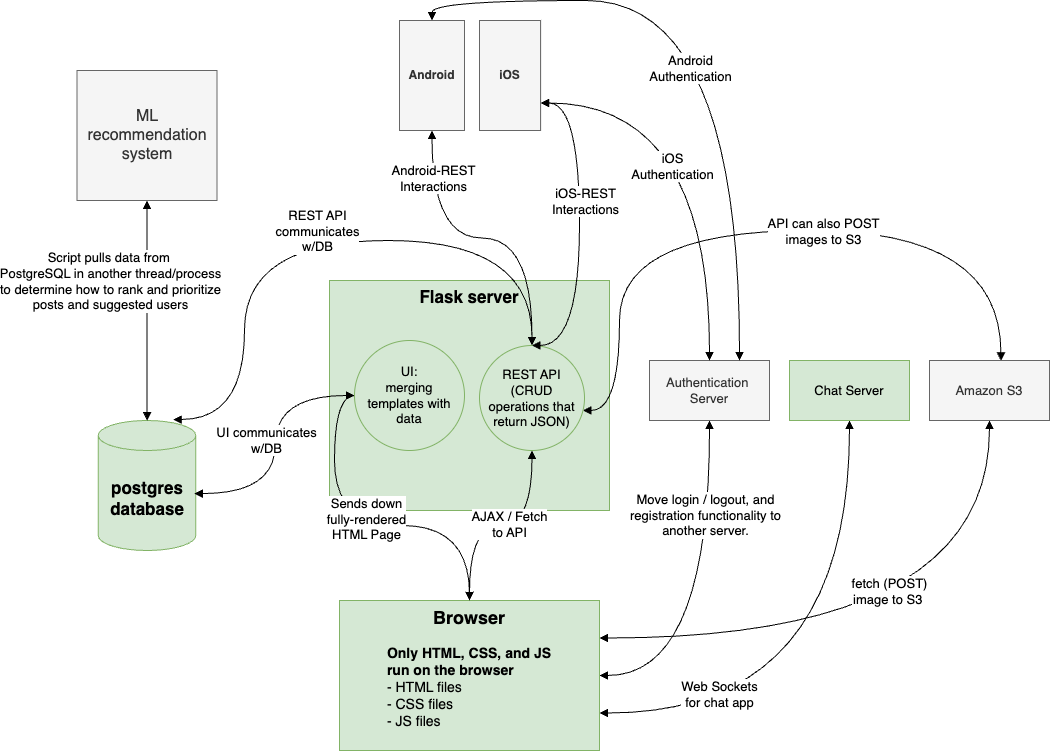 Android
iOS
Android
Authentication
ML
recommendation
system
Android-REST
Interactions
iOS
Authentication
iOS-REST
Interactions
REST API
communicates
w/DB
API can also POST
images to S3
Script pulls data from
PostgreSQL in another thread/process
to determine how to rank and prioritize
posts and suggested users
Flask server
UI:
merging
templates with
data
REST API
(CRUD
operations that
return JSON)
Authentication
Server
Chat Server
Amazon S3
UI communicates
w/DB
postgres
database
Sends down
fully-rendered
HTML Page
AJAX / Fetch
to API
Move login / logout, and
registration functionality to
another server.
fetch (POST)
image to S3
Browser
Only HTML, CSS, and JS
run on the browser
- HTML files
- CSS files
- JS files
Web Sockets
for chat app